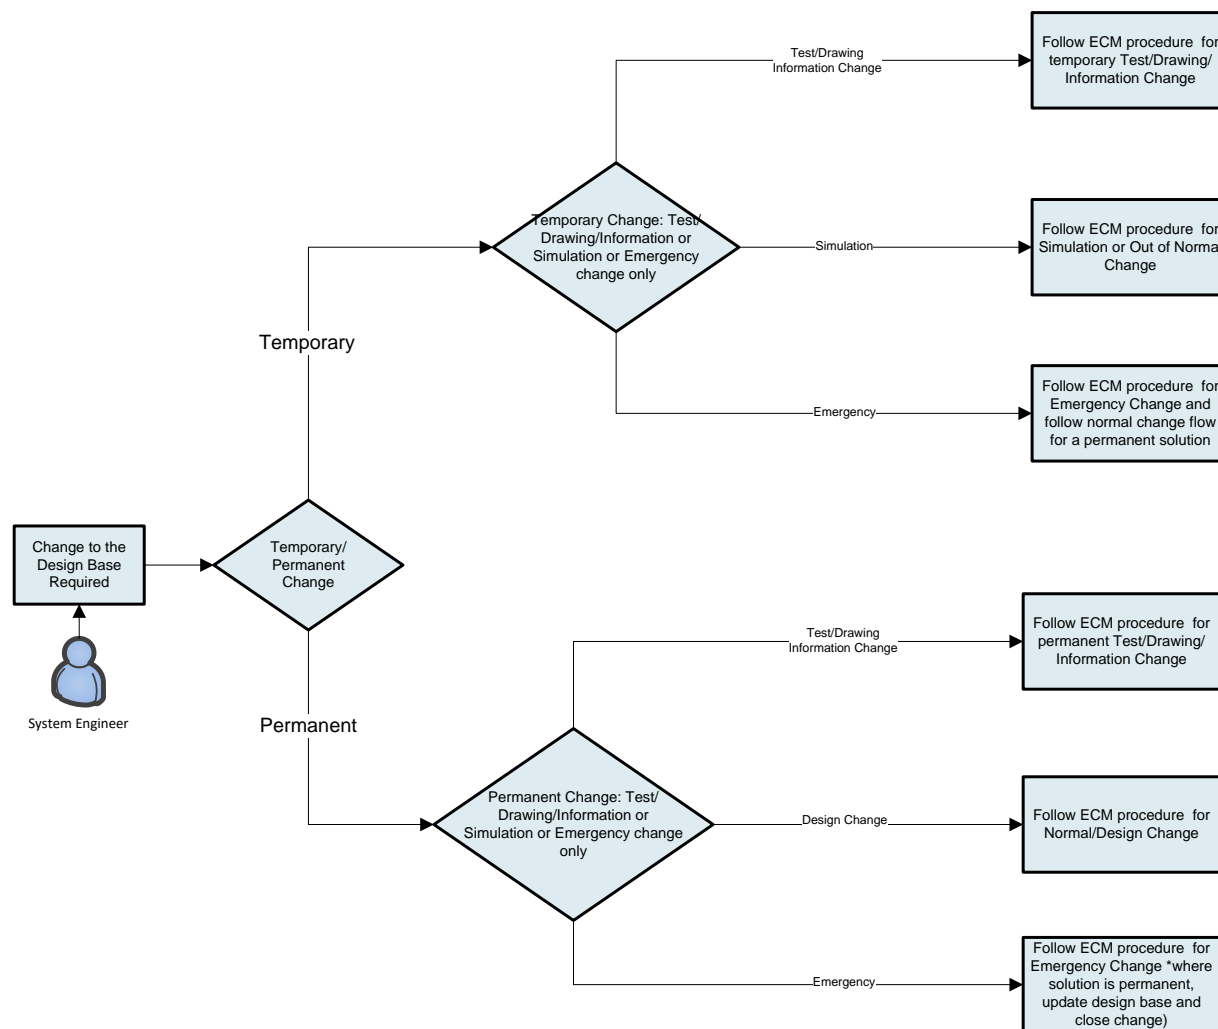 Test/Drawing
Information Change
Follow ECM procedure  for
temporary Test/Drawing/
Information Change
Temporary Change: Test/
Drawing/Information or
Simulation or Emergency
change only
Simulation
Follow ECM procedure  for
Simulation or Out of Normal
Change
Temporary
Emergency
Follow ECM procedure  for
Emergency Change and
follow normal change flow
for a permanent solution
Change to the
Design Base
Required
Temporary/
Permanent
Change
System Engineer
Permanent
Test/Drawing
Information Change
Follow ECM procedure  for
permanent Test/Drawing/
Information Change
Permanent Change: Test/
Drawing/Information or
Simulation or Emergency change
only
Design Change
Follow ECM procedure  for
Normal/Design Change
Emergency
Follow ECM procedure  for
Emergency Change *where
solution is permanent,
update design base and
close change)